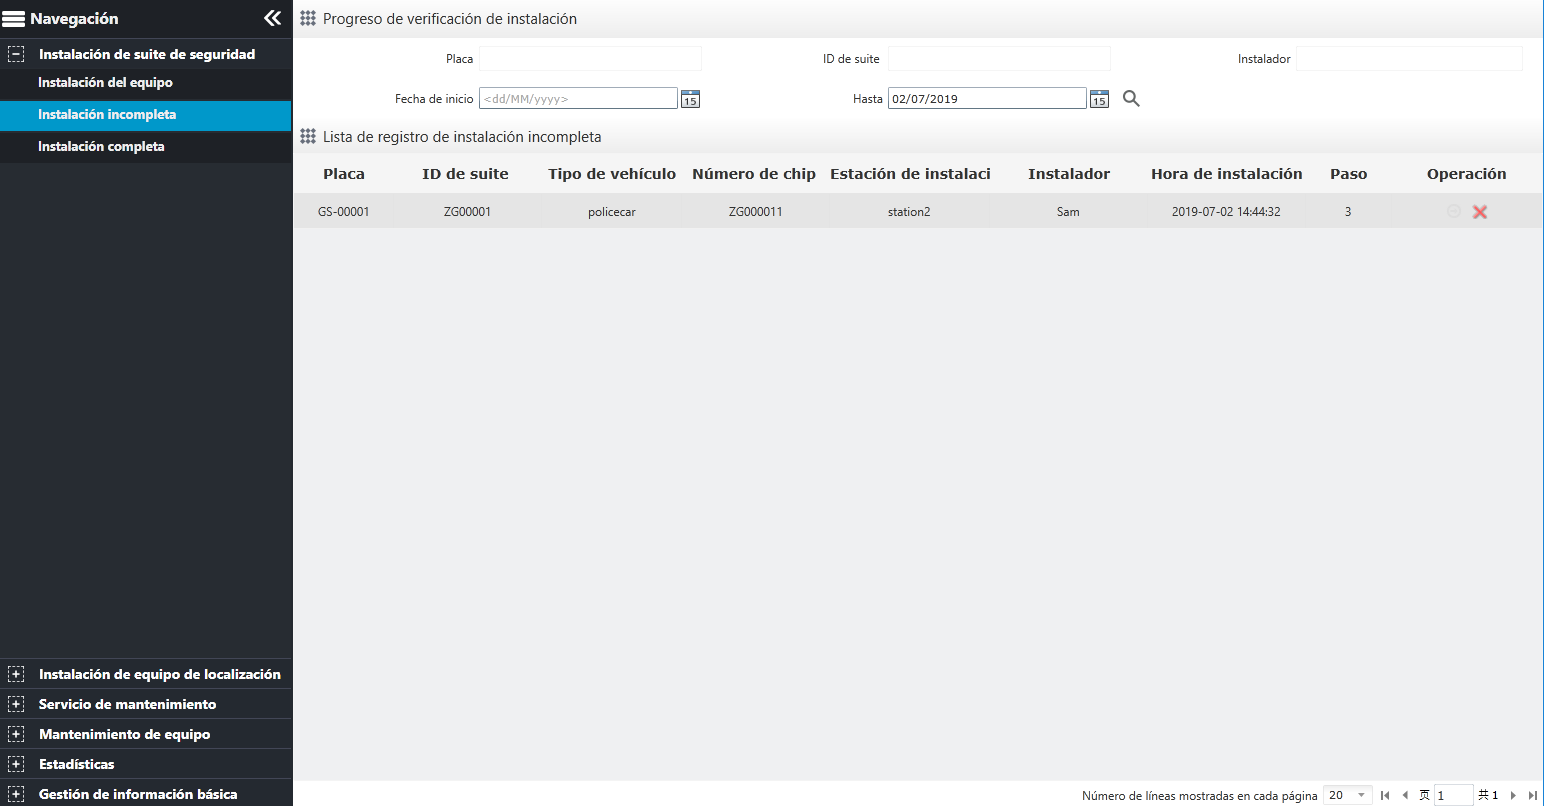 Navegación
Instalación de suite de seguridad
Instalación del equipo
Instalación incompleta
Instalación completa
Instalación de equipo de localización
Servicio de mantenimiento
Mantenimiento de equipo
Estadísticas
Gestión de información básica
Progreso de verificación de instalación
Placa ID de suite Instalador
Fecha de inicio <dd/MM/yyyy> 15 Hasta 02/07/2019 15
Lista de registro de instalación incompleta
Placa ID de suite Tipo de vehículo Número de chip Estación de instalaci Instalador Hora de instalación Paso Operación
GS-00001 ZG00001 policecar ZG000011 station2 Sam 2019-07-02 14:44:32 3
Número de líneas mostradas en cada página 20 页 1 共 1